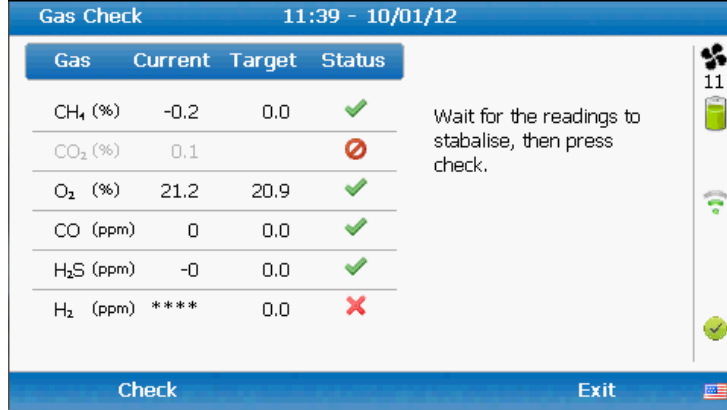 Gas Check 11:39 - 10/01/12
Gas Current Target Status
CH₄ (%) -0.2 0.0
CO₂ (%) 0.1
O₂ (%) 21.2 20.9
CO (ppm) 0 0.0
H₂S (ppm) -0 0.0
H₂ (ppm) **** 0.0
Wait for the readings to
stabalise, then press
check.
11
Check Exit